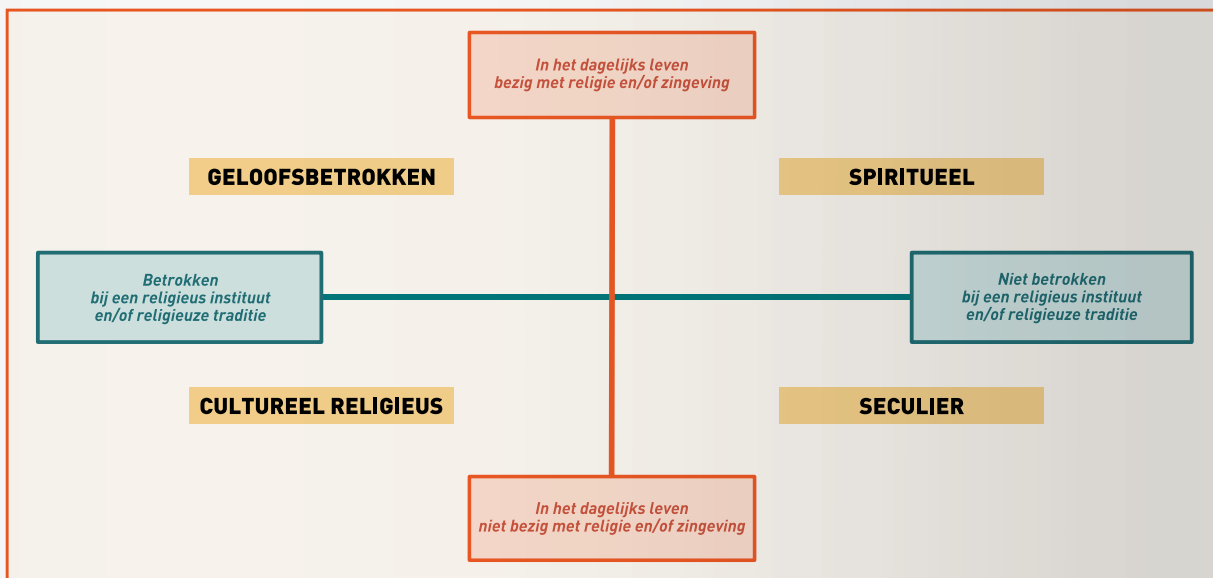 In het dagelijks leven
bezig met religie en/of zingeving
GELOOFSBETROKKEN
SPIRITUEEL
Betrokken
bij een religieus instituut
en/of religieuze traditie
Niet betrokken
bij een religieus instituut
en/of religieuze traditie
CULTUREEL RELIGIEUS
SECULIER
In het dagelijks leven
niet bezig met religie en/of zingeving